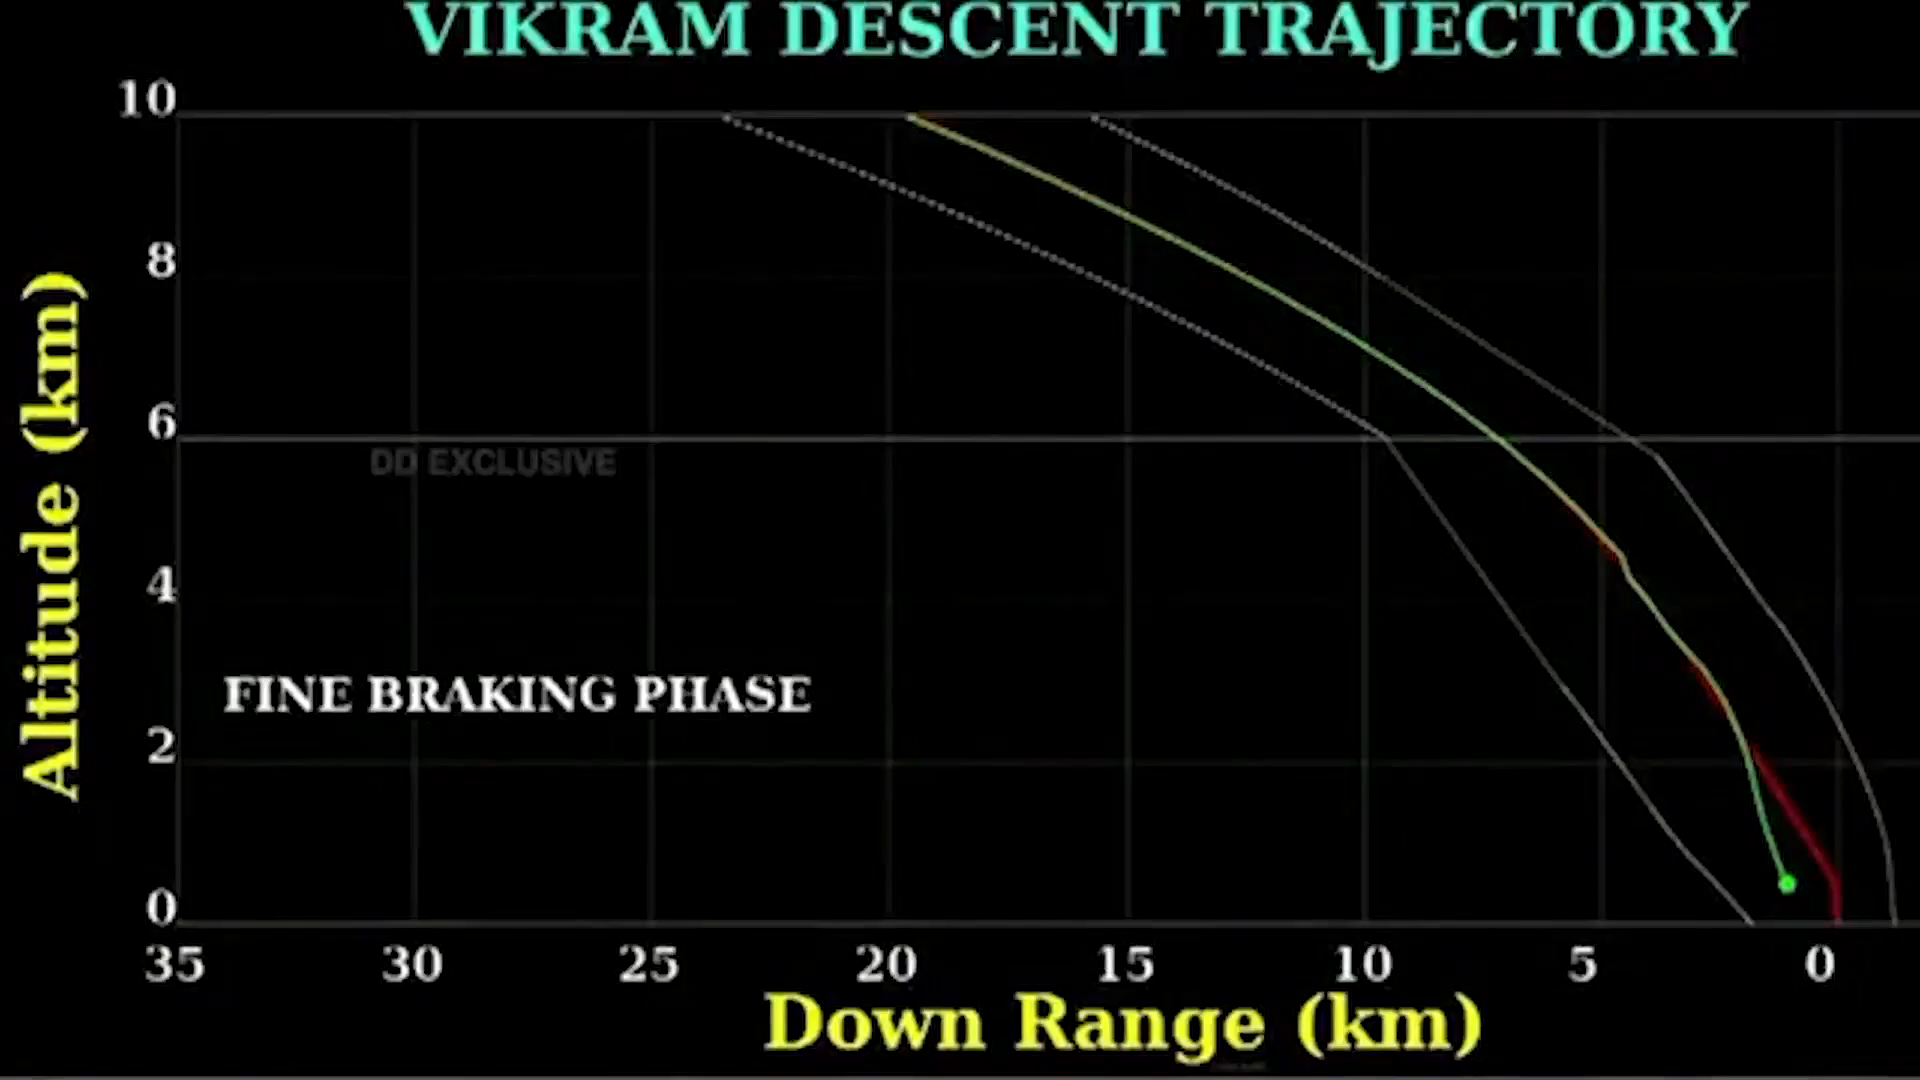 VIKRAM DESCENT TRAJECTORY
10
8
6
DD EXCLUSIVE
4
FINE BRAKING PHASE
2
0
Altitude (km)
35 30 25 20 15 10 5 0
Down Range (km)